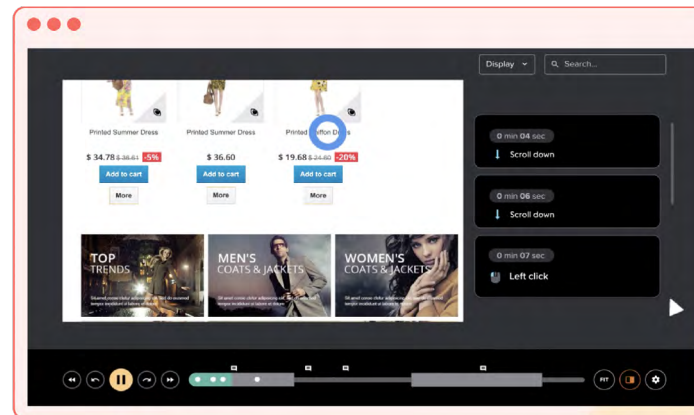 Display
Search...
Printed Summer Dress
Printed Summer Dress
Printed Chiffon Dress
$ 34.78 $ 36.61 -5%
$ 36.60
$ 19.68 $ 24.60 -20%
Add to cart
Add to cart
Add to cart
More
More
More
TOP
TRENDS
MEN'S
COATS & JACKETS
WOMEN'S
COATS & JACKETS
0 min 04 sec
Scroll down
0 min 06 sec
Scroll down
0 min 07 sec
Left click
FIT